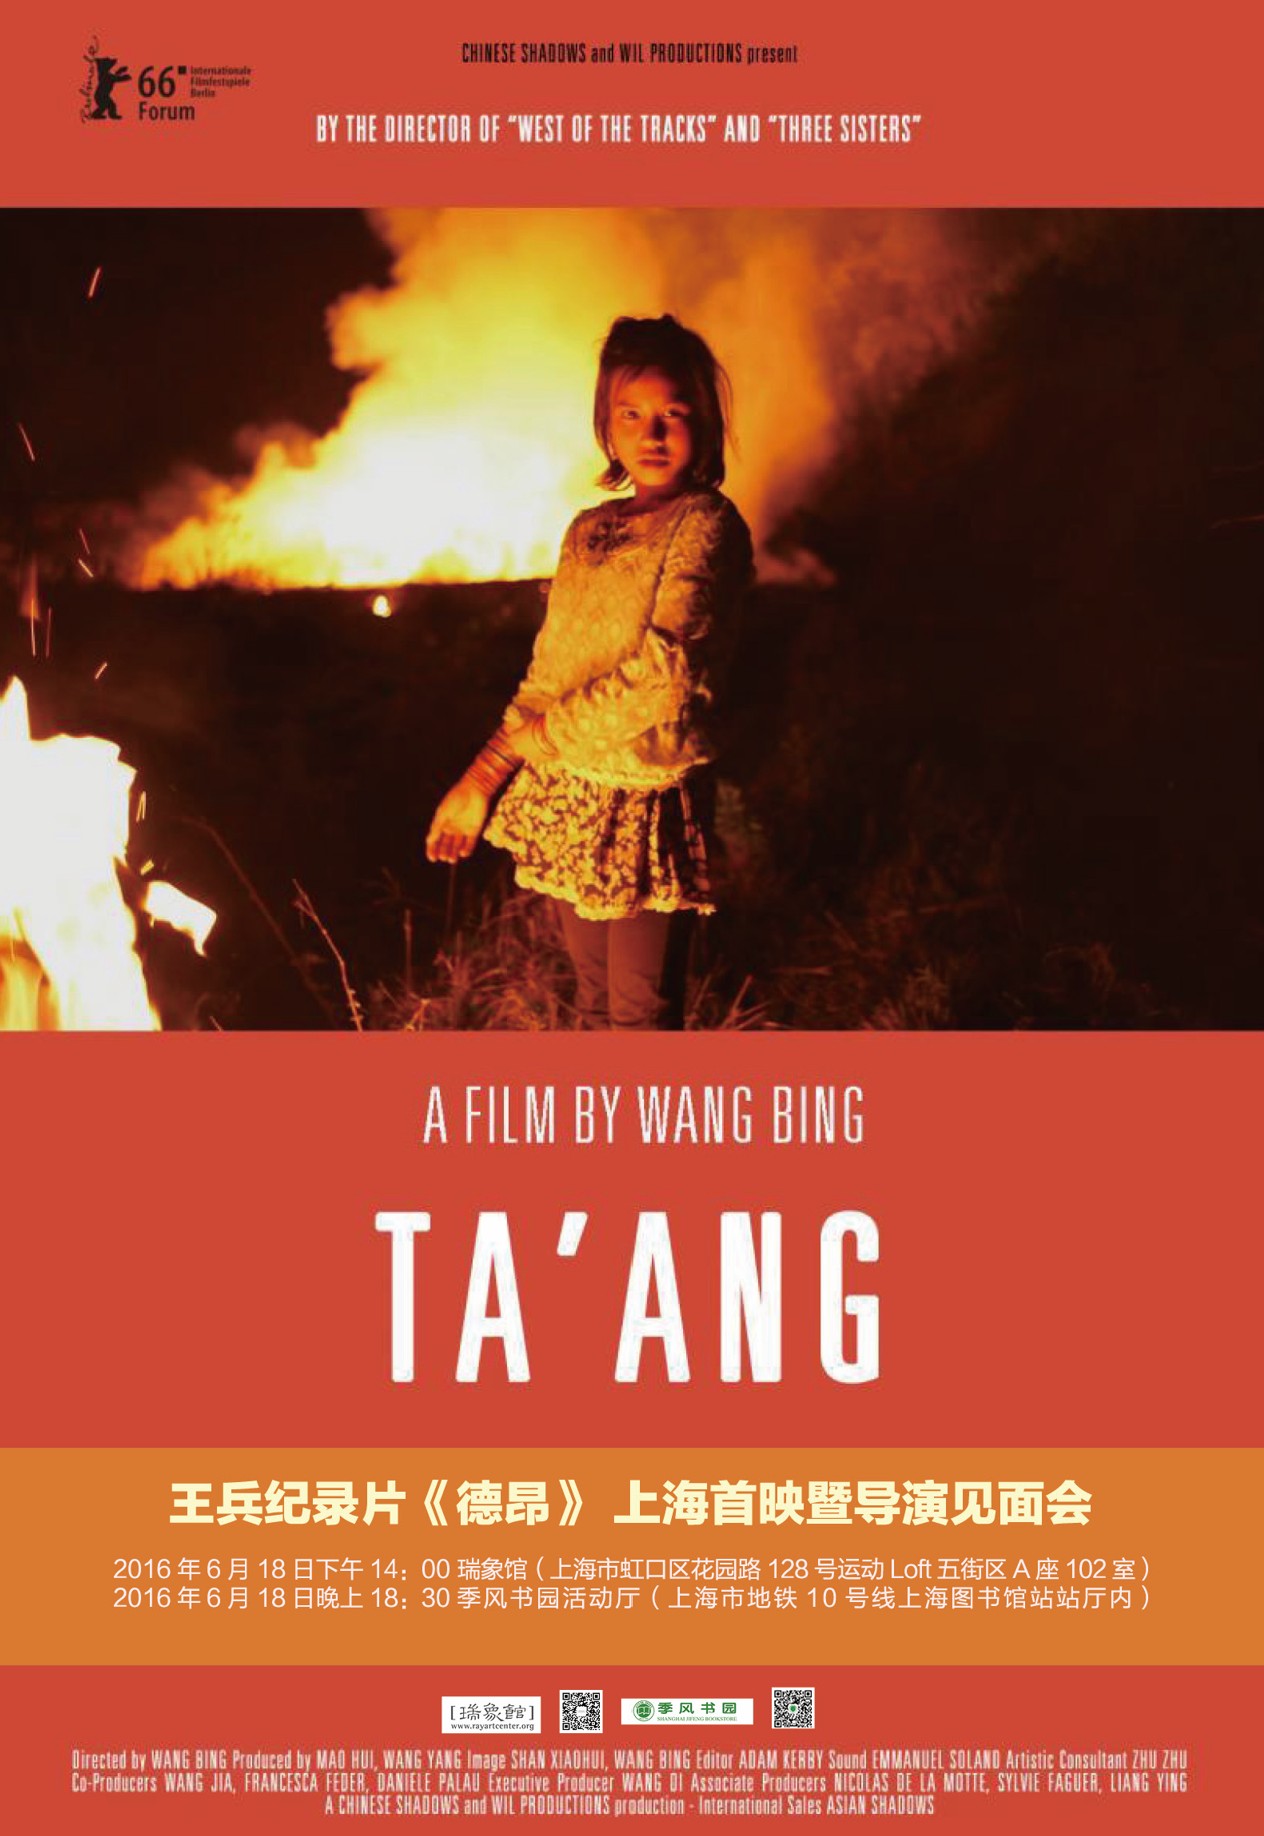 CHINESE SHADOWS and WIL PRODUCTIONS present
Berlinale
66 Internationale
Filmfestspiele
Berlin
Forum
BY THE DIRECTOR OF “WEST OF THE TRACKS” AND “THREE SISTERS”
A FILM BY WANG BING
TA’ANG
王兵纪录片《德昂》上海首映暨导演见面会
2016年6月18日下午14：00 瑞象馆（上海市虹口区花园路128号运动Loft五街区A座102室）
2016年6月18日晚上18：30 季风书园活动厅（上海市地铁10号线上海图书馆站站厅内）
[瑞象館]
www.rayartcenter.org
季风书园
SHANGHAI JIFENG BOOKSTORE
Directed by WANG BING Produced by MAO HUI, WANG YANG Image SHAN XIAOHUI, WANG BING Editor ADAM KERBY Sound EMMANUEL SOLAND Artistic Consultant ZHU ZHU
Co-Producers WANG JIA, FRANCESCA FEDER, DANIELE PALAU Executive Producer WANG DI Associate Producers NICOLAS DE LA MOTTE, SYLVIE FAGUER, LIANG YING
A CHINESE SHADOWS and WIL PRODUCTIONS production - International Sales ASIAN SHADOWS